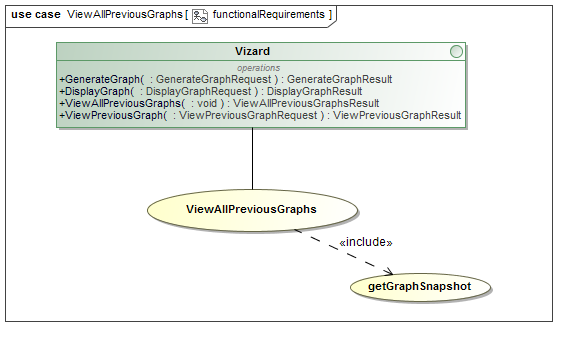 use case ViewAllPreviousGraphs [ functionalRequirements ]
Vizard
operations
+GenerateGraph( : GenerateGraphRequest ) : GenerateGraphResult
+DisplayGraph( : DisplayGraphRequest ) : DisplayGraphResult
+ViewAllPreviousGraphs( : void ) : ViewAllPreviousGraphsResult
+ViewPreviousGraph( : ViewPreviousGraphRequest ) : ViewPreviousGraphResult
ViewAllPreviousGraphs
«include»
getGraphSnapshot